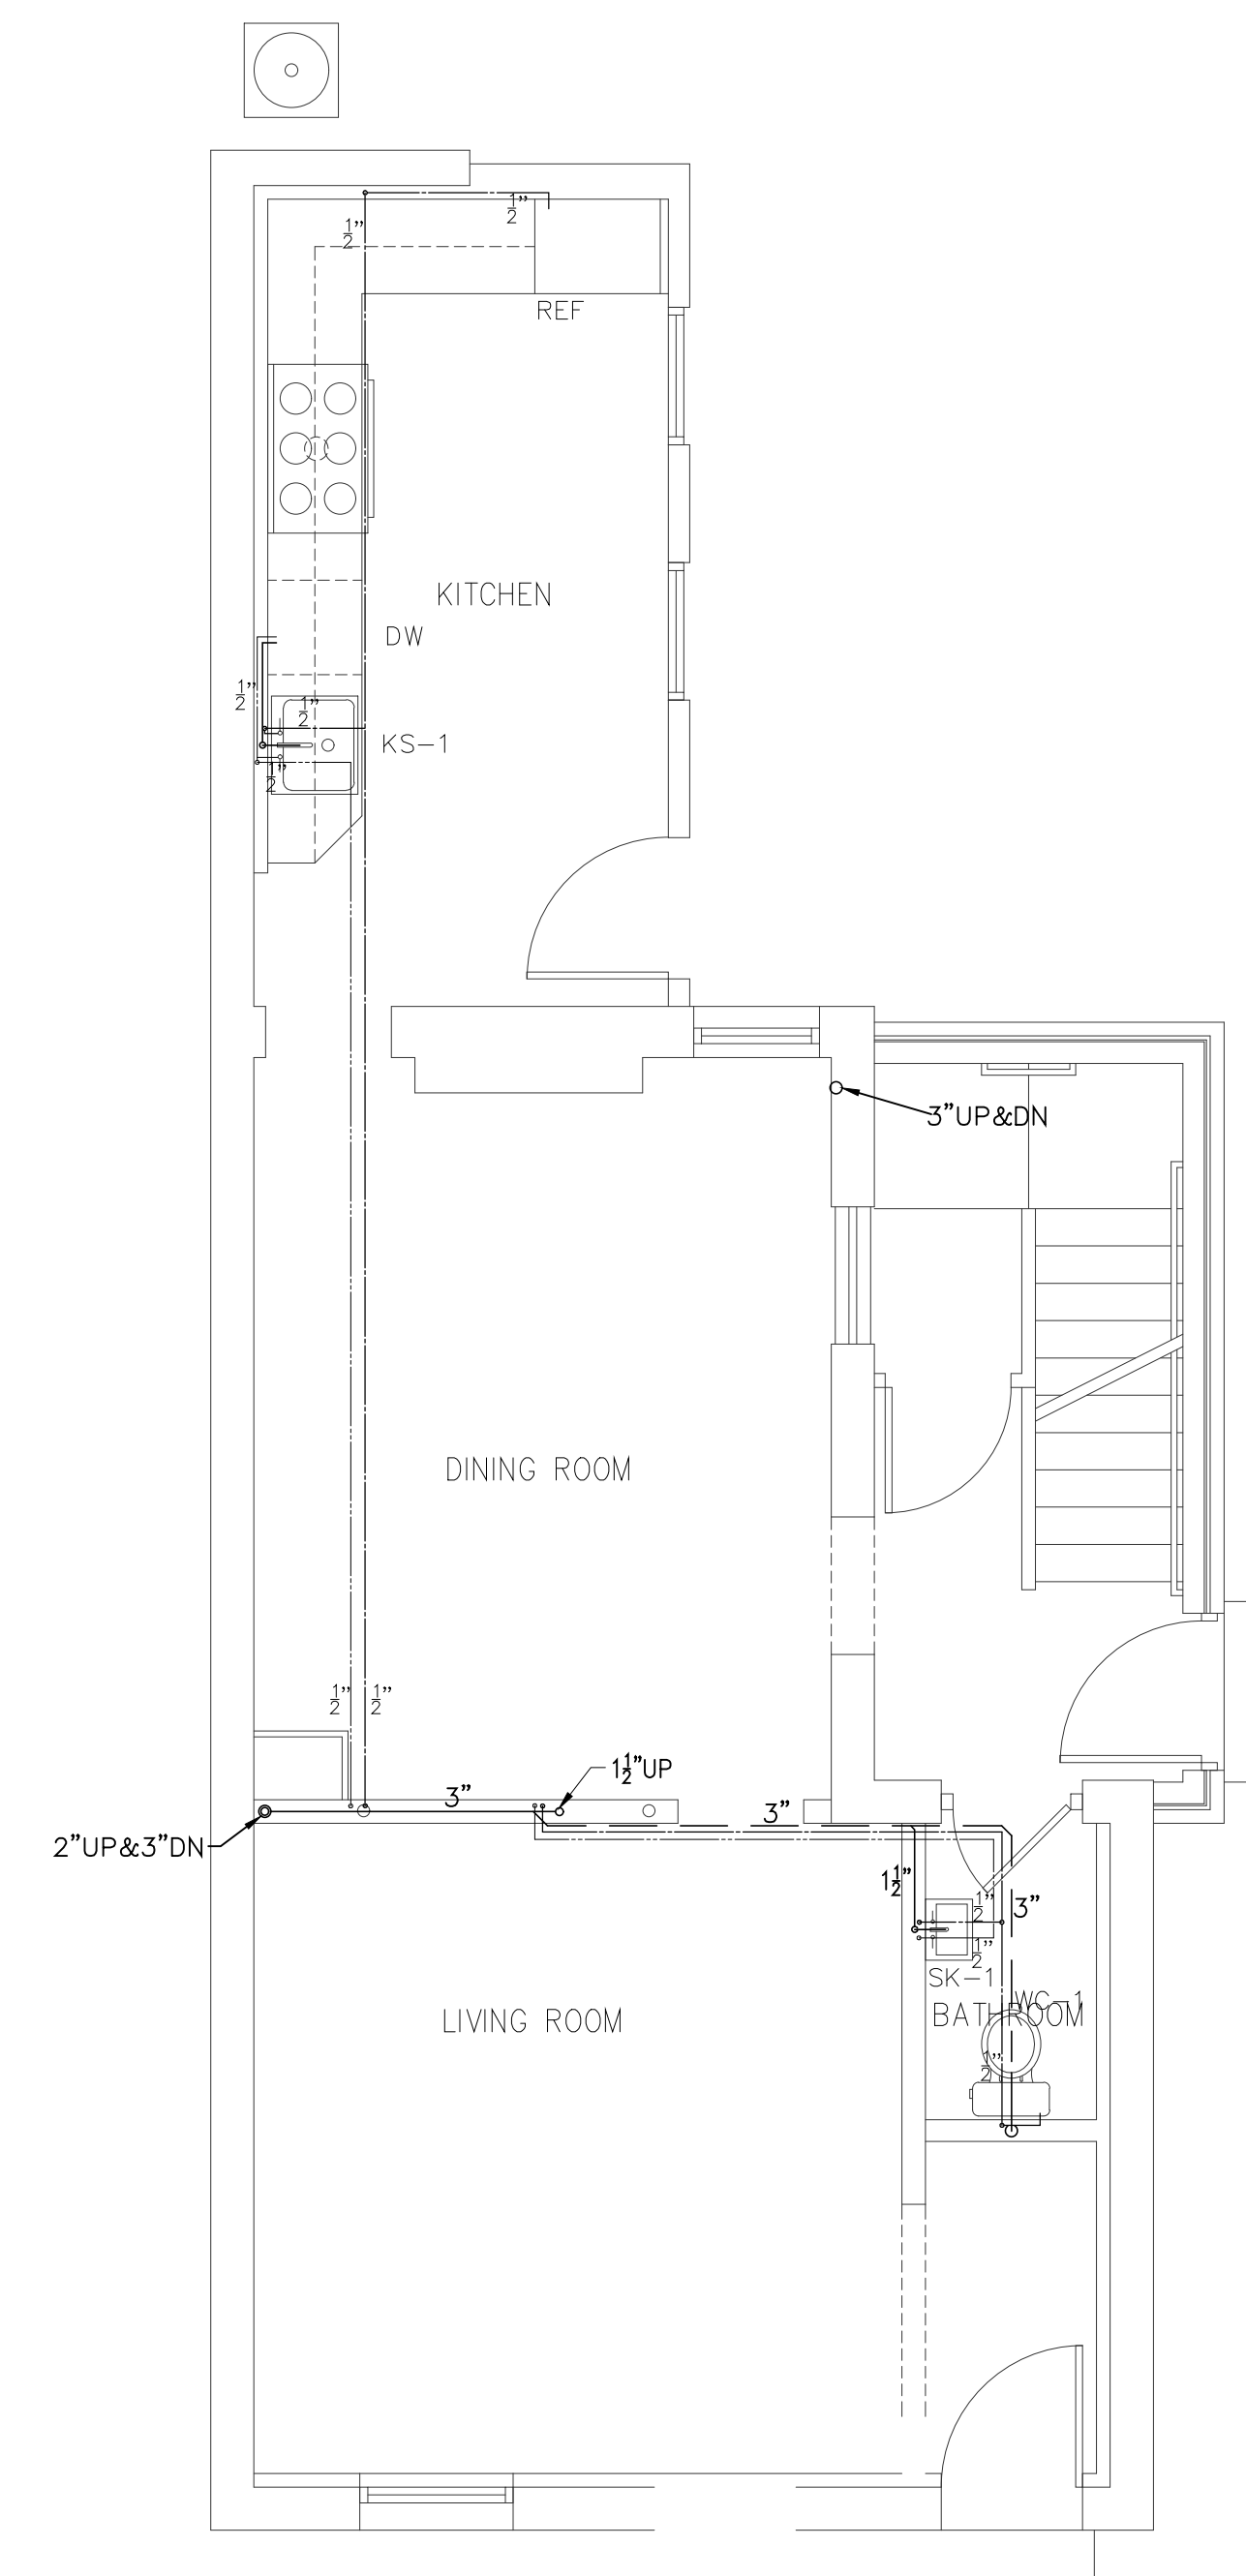 1/2"
1/2"
REF
KITCHEN
DW
1/2"
1/2"
KS-1
1/2"
3"UP&DN
DINING ROOM
1/2"
1/2"
1 1/2"UP
3"
3"
2"UP&3"DN
1 1/2"
1/2"
3"
1/2"
SK-1
WC-1
BATHROOM
LIVING ROOM
1/2"